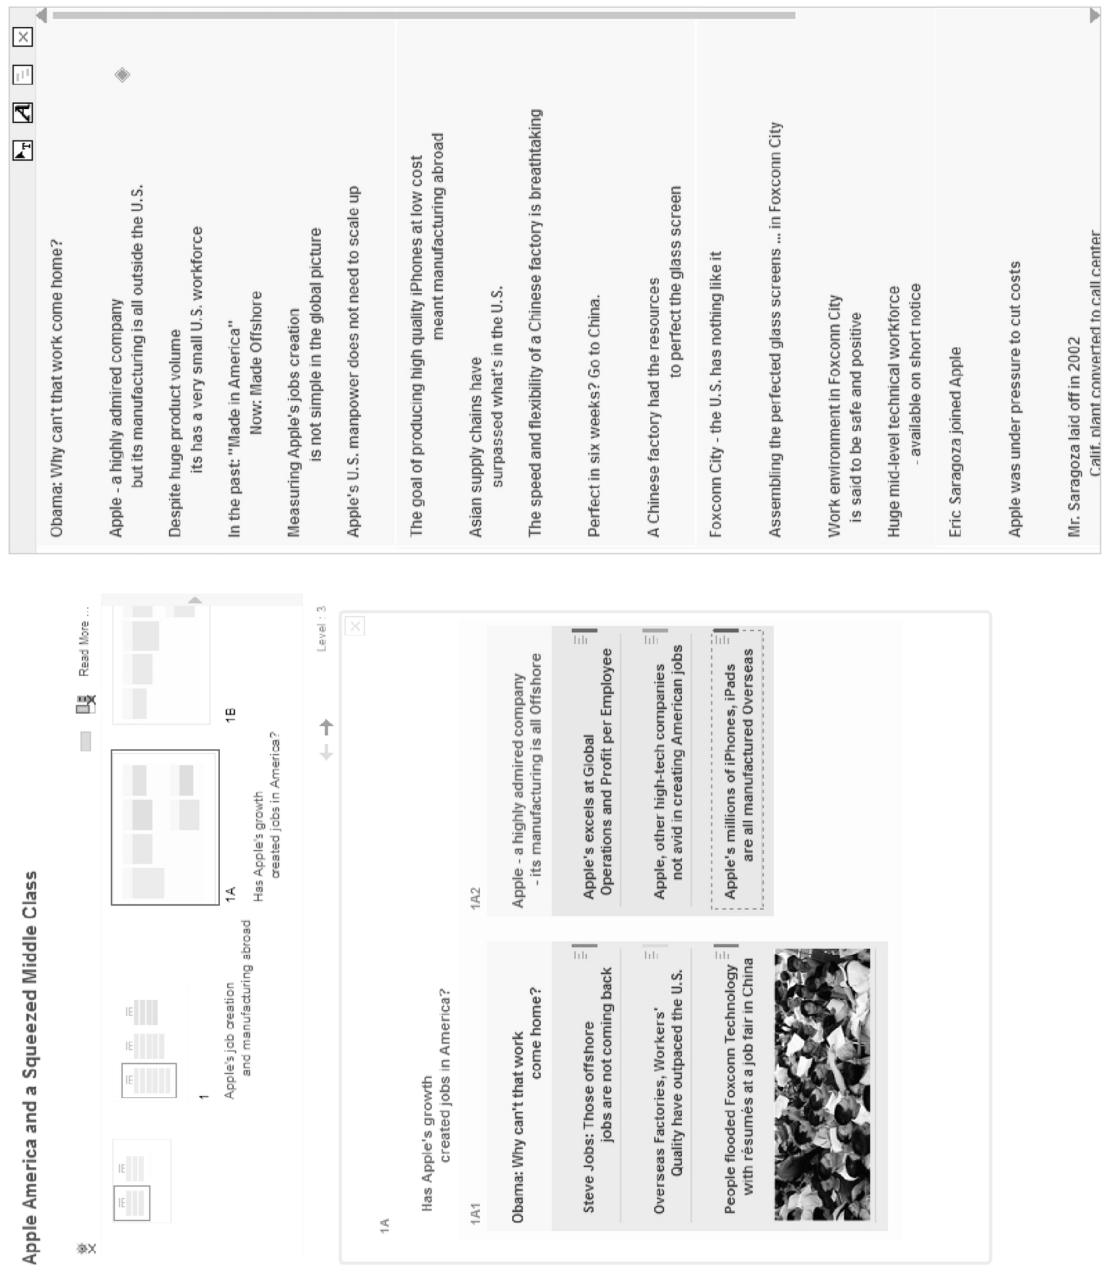 Apple America and a Squeezed Middle Class
Read More ...
1
Apple's job creation
and manufacturing abroad
1A
Has Apple's growth
created jobs in America?
1B
Level : 3
1A
Has Apple's growth
created jobs in America?
1A1
Obama: Why can't that work
come home?
Steve Jobs: Those offshore
jobs are not coming back
Overseas Factories, Workers'
Quality have outpaced the U.S.
People flooded Foxconn Technology
with résumés at a job fair in China
1A2
Apple - a highly admired company
- its manufacturing is all Offshore
Apple's excels at Global
Operations and Profit per Employee
Apple, other high-tech companies
not avid in creating American jobs
Apple's millions of iPhones, iPads
are all manufactured Overseas
Obama: Why can't that work come home?
Apple - a highly admired company
but its manufacturing is all outside the U.S.
Despite huge product volume
its has a very small U.S. workforce
In the past: "Made in America"
Now: Made Offshore
Measuring Apple's jobs creation
is not simple in the global picture
Apple's U.S. manpower does not need to scale up
The goal of producing high quality iPhones at low cost
meant manufacturing abroad
Asian supply chains have
surpassed what's in the U.S.
The speed and flexibility of a Chinese factory is breathtaking
Perfect in six weeks? Go to China.
A Chinese factory had the resources
to perfect the glass screen
Foxconn City - the U.S. has nothing like it
Assembling the perfected glass screens ... in Foxconn City
Work environment in Foxconn City
is said to be safe and positive
Huge mid-level technical workforce
- available on short notice
Eric Saragoza joined Apple
Apple was under pressure to cut costs
Mr. Saragoza laid off in 2002
Calif. plant converted to call center